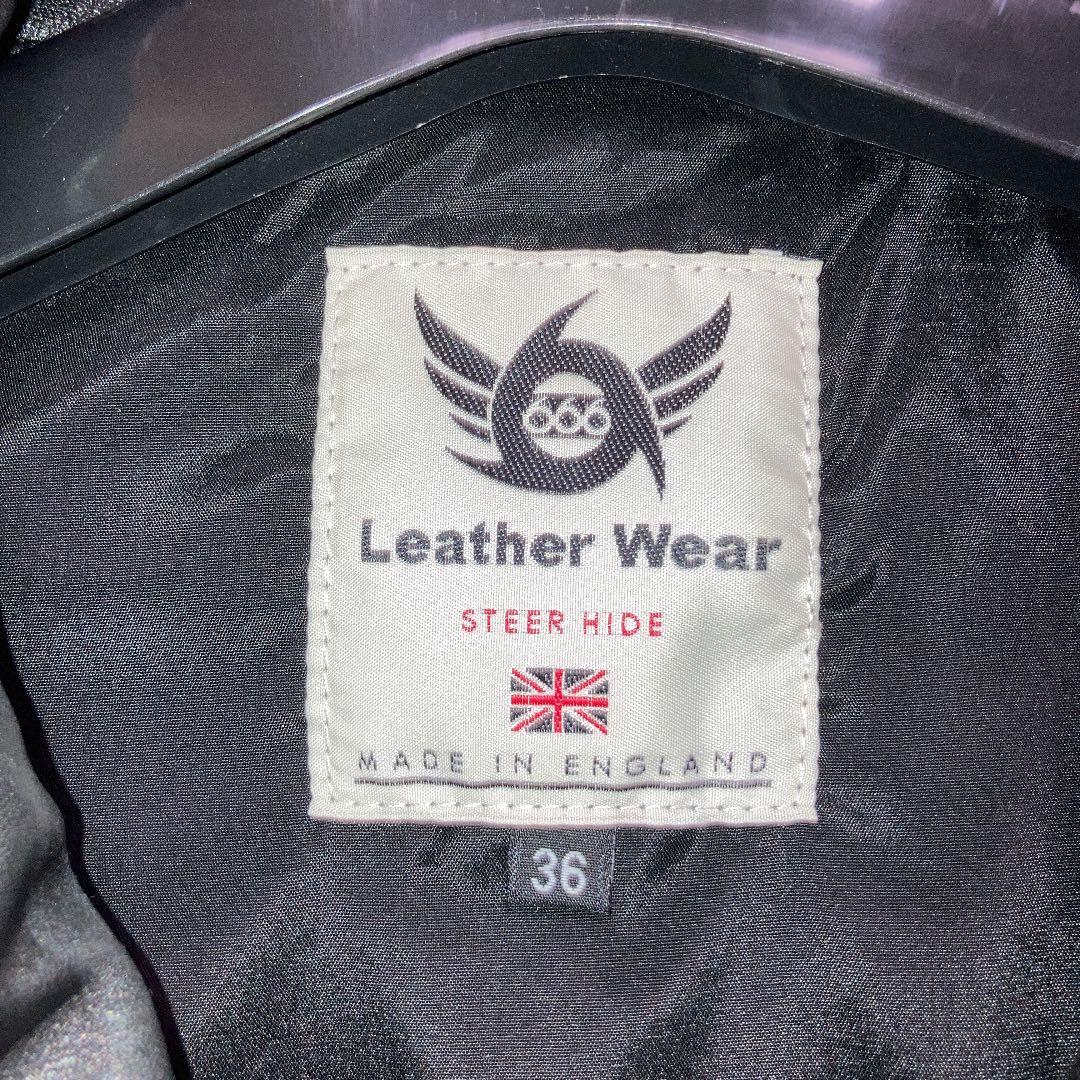 666
Leather Wear
STEER HIDE
MADE IN ENGLAND
36